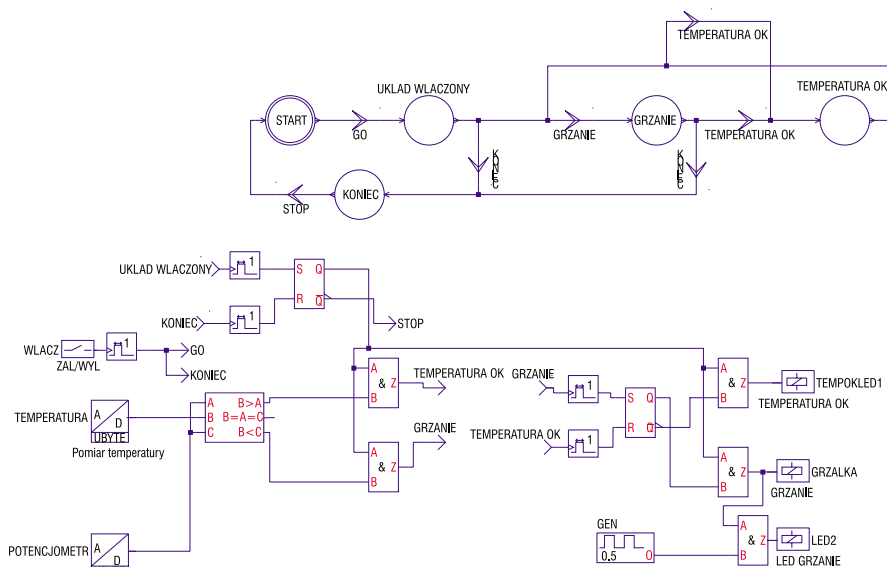 TEMPERATURA OK
UKLAD WLACZONY
TEMPERATURA OK
START
GO
GRZANIE
GRZANIE
TEMPERATURA OK
KONIEC
KONIEC
KONIEC
STOP
UKLAD WLACZONY
1
S Q
R Q
KONIEC
1
STOP
WLACZ
ZAL/WYL
1
GO
KONIEC
TEMPERATURA
A
D
UBYTE
Pomiar temperatury
A B>A
B B=A=C
C B<C
A
& Z
B
TEMPERATURA OK
A
& Z
B
GRZANIE
GRZANIE
1
S Q
R Q
TEMPERATURA OK
1
A
& Z
B
TEMPOKLED1
TEMPERATURA OK
A
& Z
B
GRZALKA
GRZANIE
POTENCJOMETR
A
D
GEN
0.5 O
A
& Z
B
LED2
LED GRZANIE